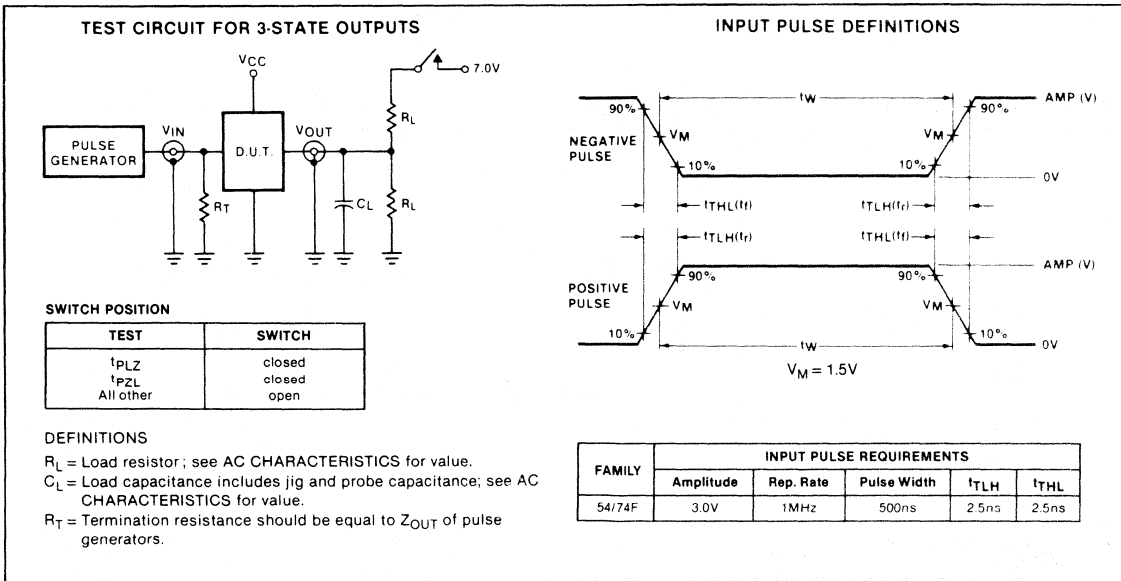 TEST CIRCUIT FOR 3-STATE OUTPUTS
VCC
7.0V
RL
VIN
VOUT
PULSE
GENERATOR
D.U.T.
RT
CL
RL
SWITCH POSITION
TEST SWITCH
tPLZ closed
tPZL closed
All other open
DEFINITIONS
RL = Load resistor; see AC CHARACTERISTICS for value.
CL = Load capacitance includes jig and probe capacitance; see AC
CHARACTERISTICS for value.
RT = Termination resistance should be equal to ZOUT of pulse
generators.
INPUT PULSE DEFINITIONS
tW
AMP (V)
90% 90%
NEGATIVE
PULSE
VM VM
10% 10%
0V
tTHL(tf) tTLH(tr)
tTLH(tr) tTHL(tf)
AMP (V)
90% 90%
POSITIVE
PULSE
VM VM
10% 10%
tW
0V
VM = 1.5V
FAMILY INPUT PULSE REQUIREMENTS
Amplitude Rep. Rate Pulse Width tTLH tTHL
54/74F 3.0V 1MHz 500ns 2.5ns 2.5ns